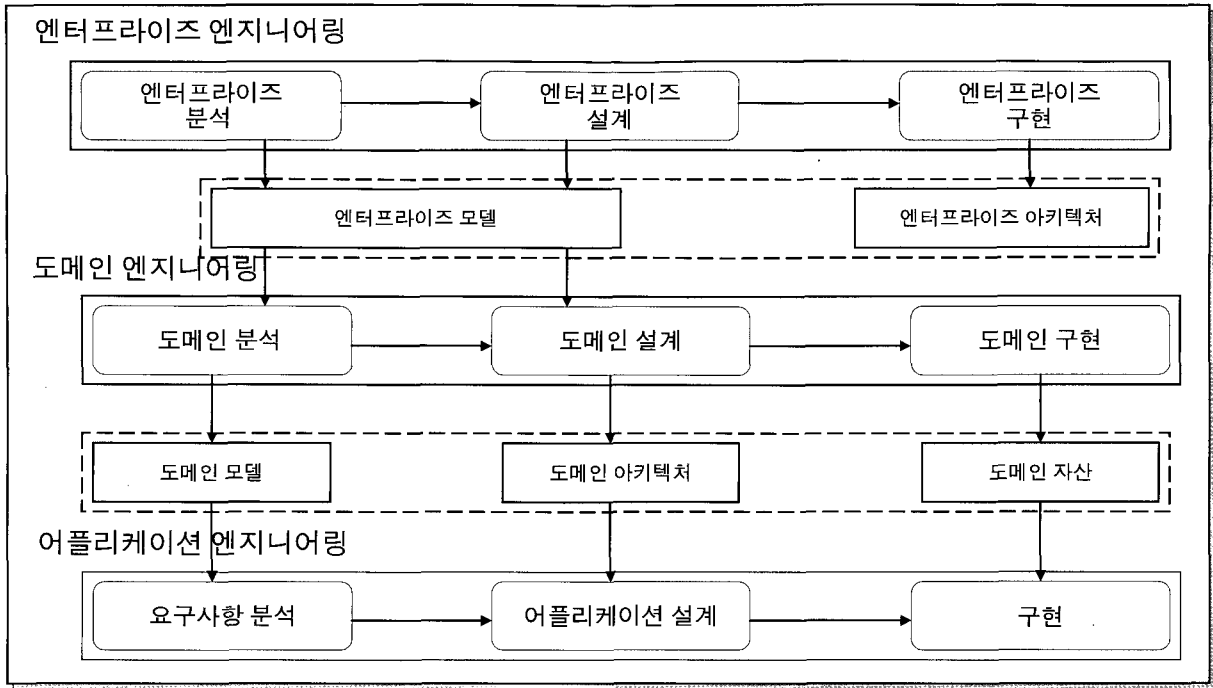 엔터프라이즈 엔지니어링
엔터프라이즈
분석
엔터프라이즈
설계
엔터프라이즈
구현
엔터프라이즈 모델
엔터프라이즈 아키텍처
도메인 엔지니어링
도메인 분석
도메인 설계
도메인 구현
도메인 모델
도메인 아키텍처
도메인 자산
어플리케이션 엔지니어링
요구사항 분석
어플리케이션 설계
구현